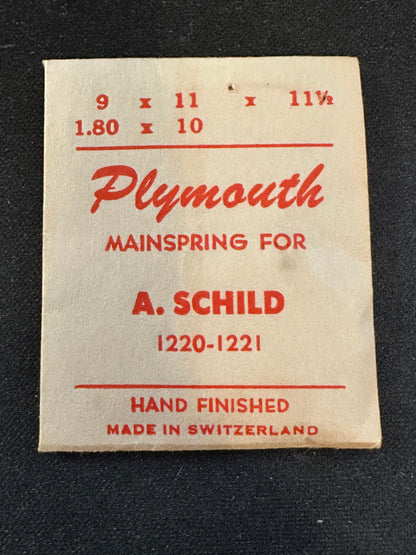 9 x 11 x 11½
1.80 x 10
Plymouth
MAINSPRING FOR
A. SCHILD
1220-1221
HAND FINISHED
MADE IN SWITZERLAND